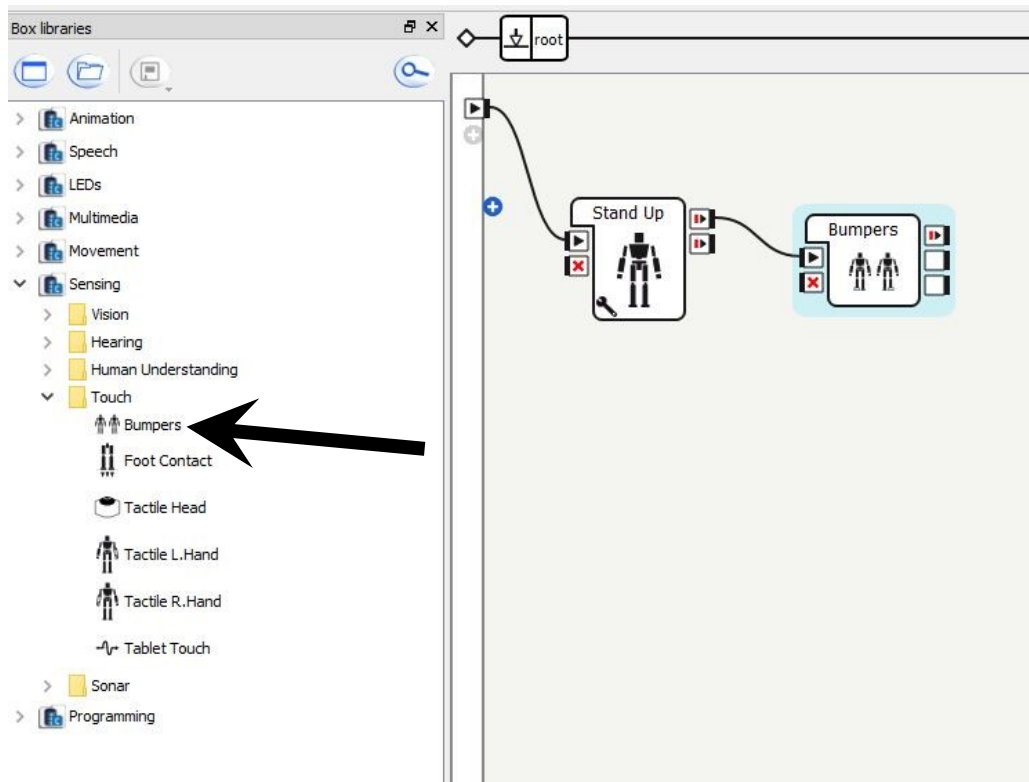 Box libraries
root
Animation
Speech
LEDs
Multimedia
Movement
Sensing
Vision
Hearing
Human Understanding
Touch
Bumpers
Foot Contact
Tactile Head
Tactile L.Hand
Tactile R.Hand
Tablet Touch
Sonar
Programming
Stand Up
Bumpers